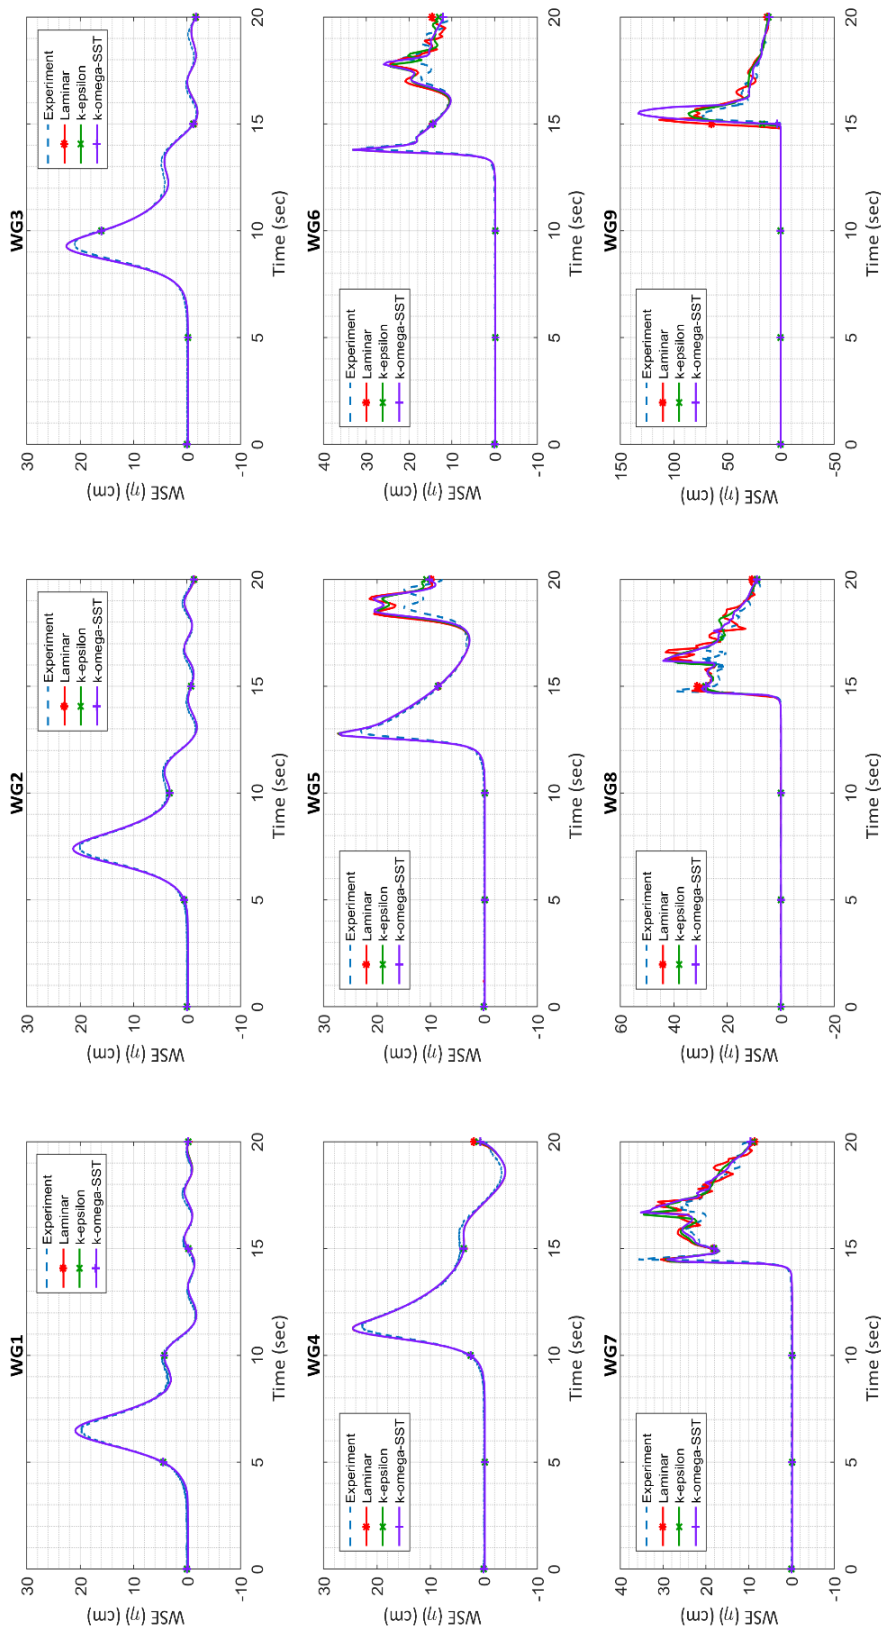 WG1
WSE (η) (cm)
30
20
10
0
-10
Experiment
Laminar
k-epsilon
k-omega-SST
0 5 10 15 20
Time (sec)
WG2
WSE (η) (cm)
30
20
10
0
-10
Experiment
Laminar
k-epsilon
k-omega-SST
0 5 10 15 20
Time (sec)
WG3
WSE (η) (cm)
30
20
10
0
-10
Experiment
Laminar
k-epsilon
k-omega-SST
0 5 10 15 20
Time (sec)
WG4
WSE (η) (cm)
30
20
10
0
-10
Experiment
Laminar
k-epsilon
k-omega-SST
0 5 10 15 20
Time (sec)
WG5
WSE (η) (cm)
30
20
10
0
-10
Experiment
Laminar
k-epsilon
k-omega-SST
0 5 10 15 20
Time (sec)
WG6
WSE (η) (cm)
40
30
20
10
0
-10
Experiment
Laminar
k-epsilon
k-omega-SST
0 5 10 15 20
Time (sec)
WG7
WSE (η) (cm)
40
30
20
10
0
-10
Experiment
Laminar
k-epsilon
k-omega-SST
0 5 10 15 20
Time (sec)
WG8
WSE (η) (cm)
60
40
20
0
-20
Experiment
Laminar
k-epsilon
k-omega-SST
0 5 10 15 20
Time (sec)
WG9
WSE (η) (cm)
150
100
50
0
-50
Experiment
Laminar
k-epsilon
k-omega-SST
0 5 10 15 20
Time (sec)